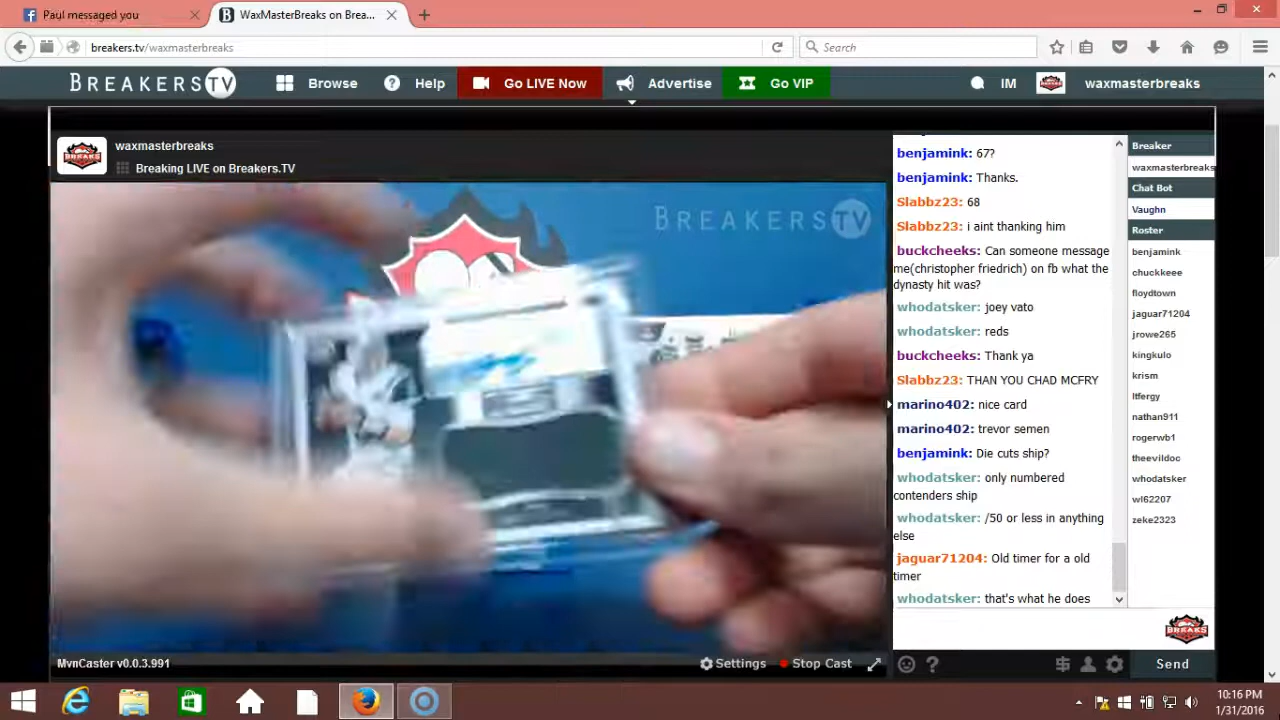 Paul messaged you
WaxMasterBreaks on Brea...
breakers.tv/waxmasterbreaks
Search
BREAKERSTV
Browse
Help
Go LIVE Now
Advertise
Go VIP
IM
waxmasterbreaks
waxmasterbreaks
Breaking LIVE on Breakers.TV
BREAKERSTV
benjamink: 67?
benjamink: Thanks.
Slabbz23: 68
Slabbz23: i aint thanking him
buckcheeks: Can someone message
me(christopher friedrich) on fb what the
dynasty hit was?
whodatsker: joey vato
whodatsker: reds
buckcheeks: Thank ya
Slabbz23: THAN YOU CHAD MCFRY
marino402: nice card
marino402: trevor semen
benjamink: Die cuts ship?
whodatsker: only numbered
contenders ship
whodatsker: /50 or less in anything
else
jaguar71204: Old timer for a old
timer
whodatsker: that's what he does
Breaker
waxmasterbreaks
Chat Bot
Vaughn
Roster
benjamink
chuckkeee
floydtown
jaguar71204
jrowe265
kingkulo
krism
ltfergy
nathan911
rogerwb1
theevildoc
whodatsker
wl62207
zeke2323
BREAKS
MvnCaster v0.0.3.991
Settings
Stop Cast
Send
10:16 PM
1/31/2016